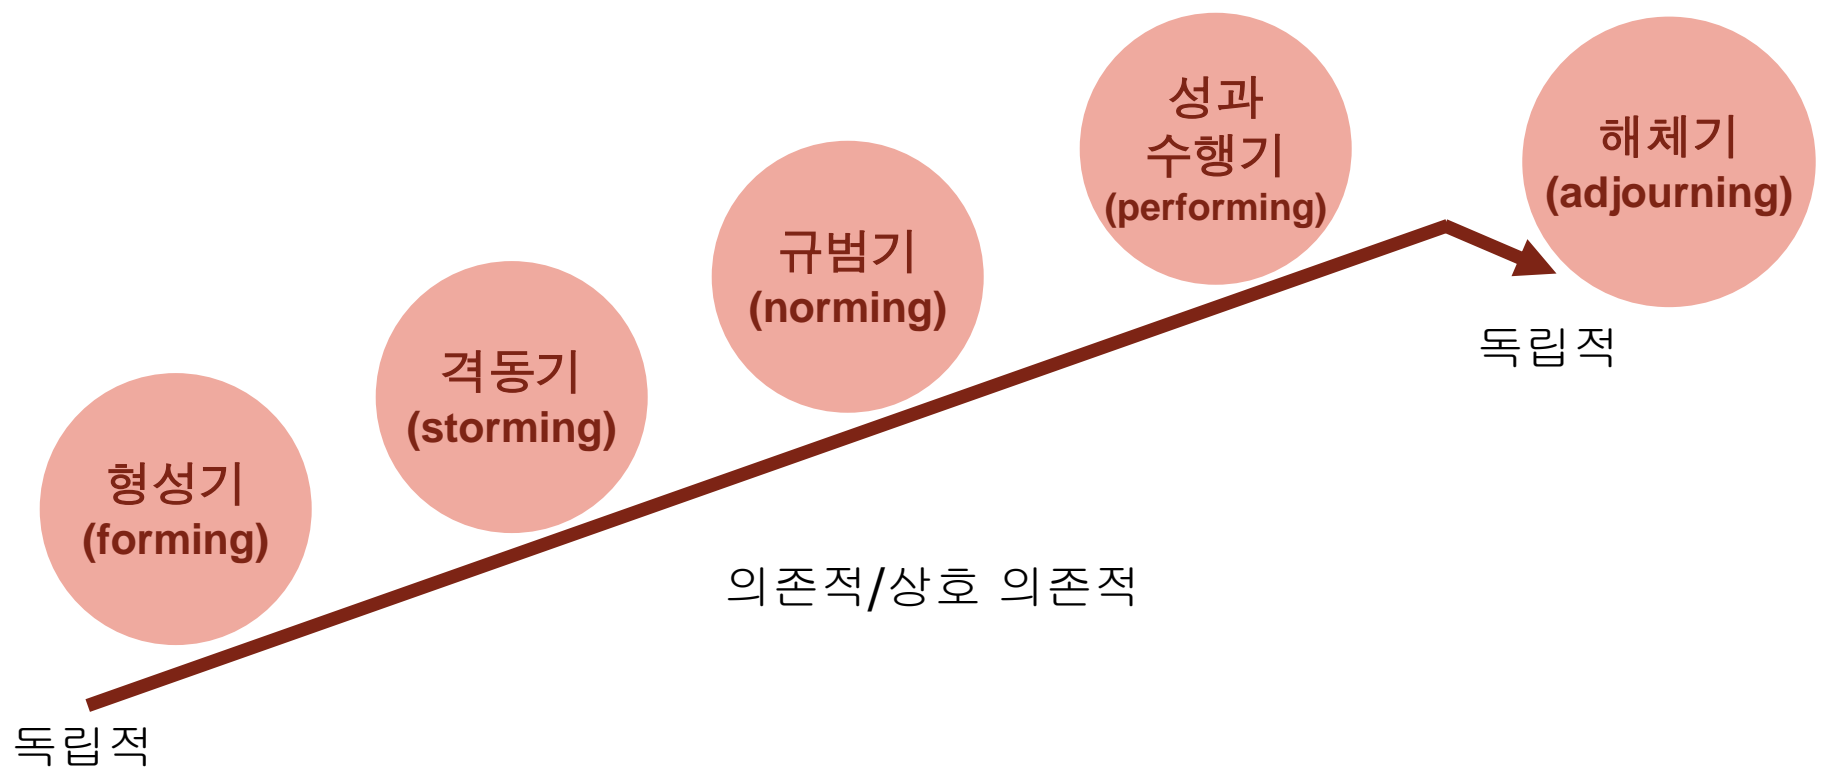 형성기
(forming)
격동기
(storming)
규범기
(norming)
성과
수행기
(performing)
해체기
(adjourning)
독립적
의존적/상호 의존적
독립적